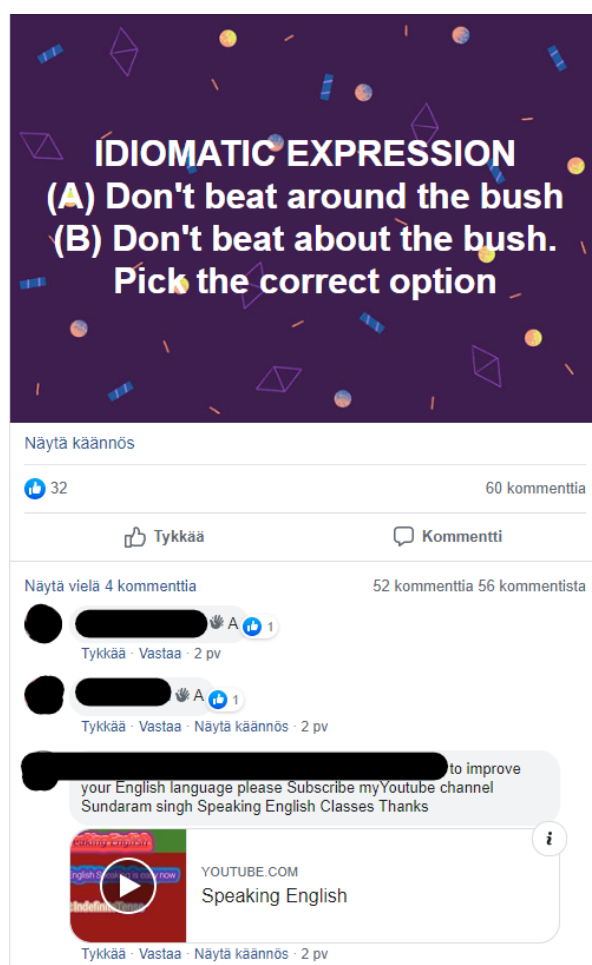 IDIOMATIC EXPRESSION
(A) Don't beat around the bush
(B) Don't beat about the bush.
Pick the correct option
Näytä käännös
32
60 kommenttia
Tykkää
Kommentti
Näytä vielä 4 kommenttia
52 kommenttia 56 kommentista
A
1
Tykkää · Vastaa · 2 pv
A
1
Tykkää · Vastaa · Näytä käännös · 2 pv
to improve
your English language please Subscribe myYoutube channel
Sundaram singh Speaking English Classes Thanks
i
YOUTUBE.COM
Speaking English
Tykkää · Vastaa · Näytä käännös · 2 pv